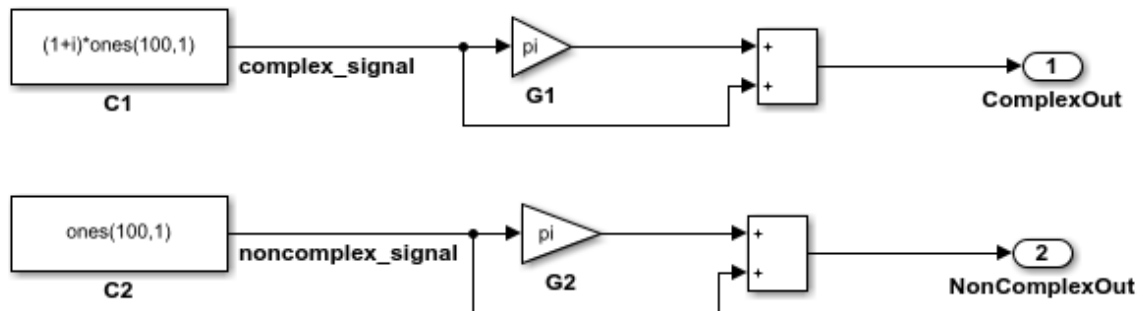 (1+i)*ones(100,1)
complex_signal
C1
pi
G1
+
+
1
ComplexOut
ones(100,1)
noncomplex_signal
C2
pi
G2
+
+
2
NonComplexOut